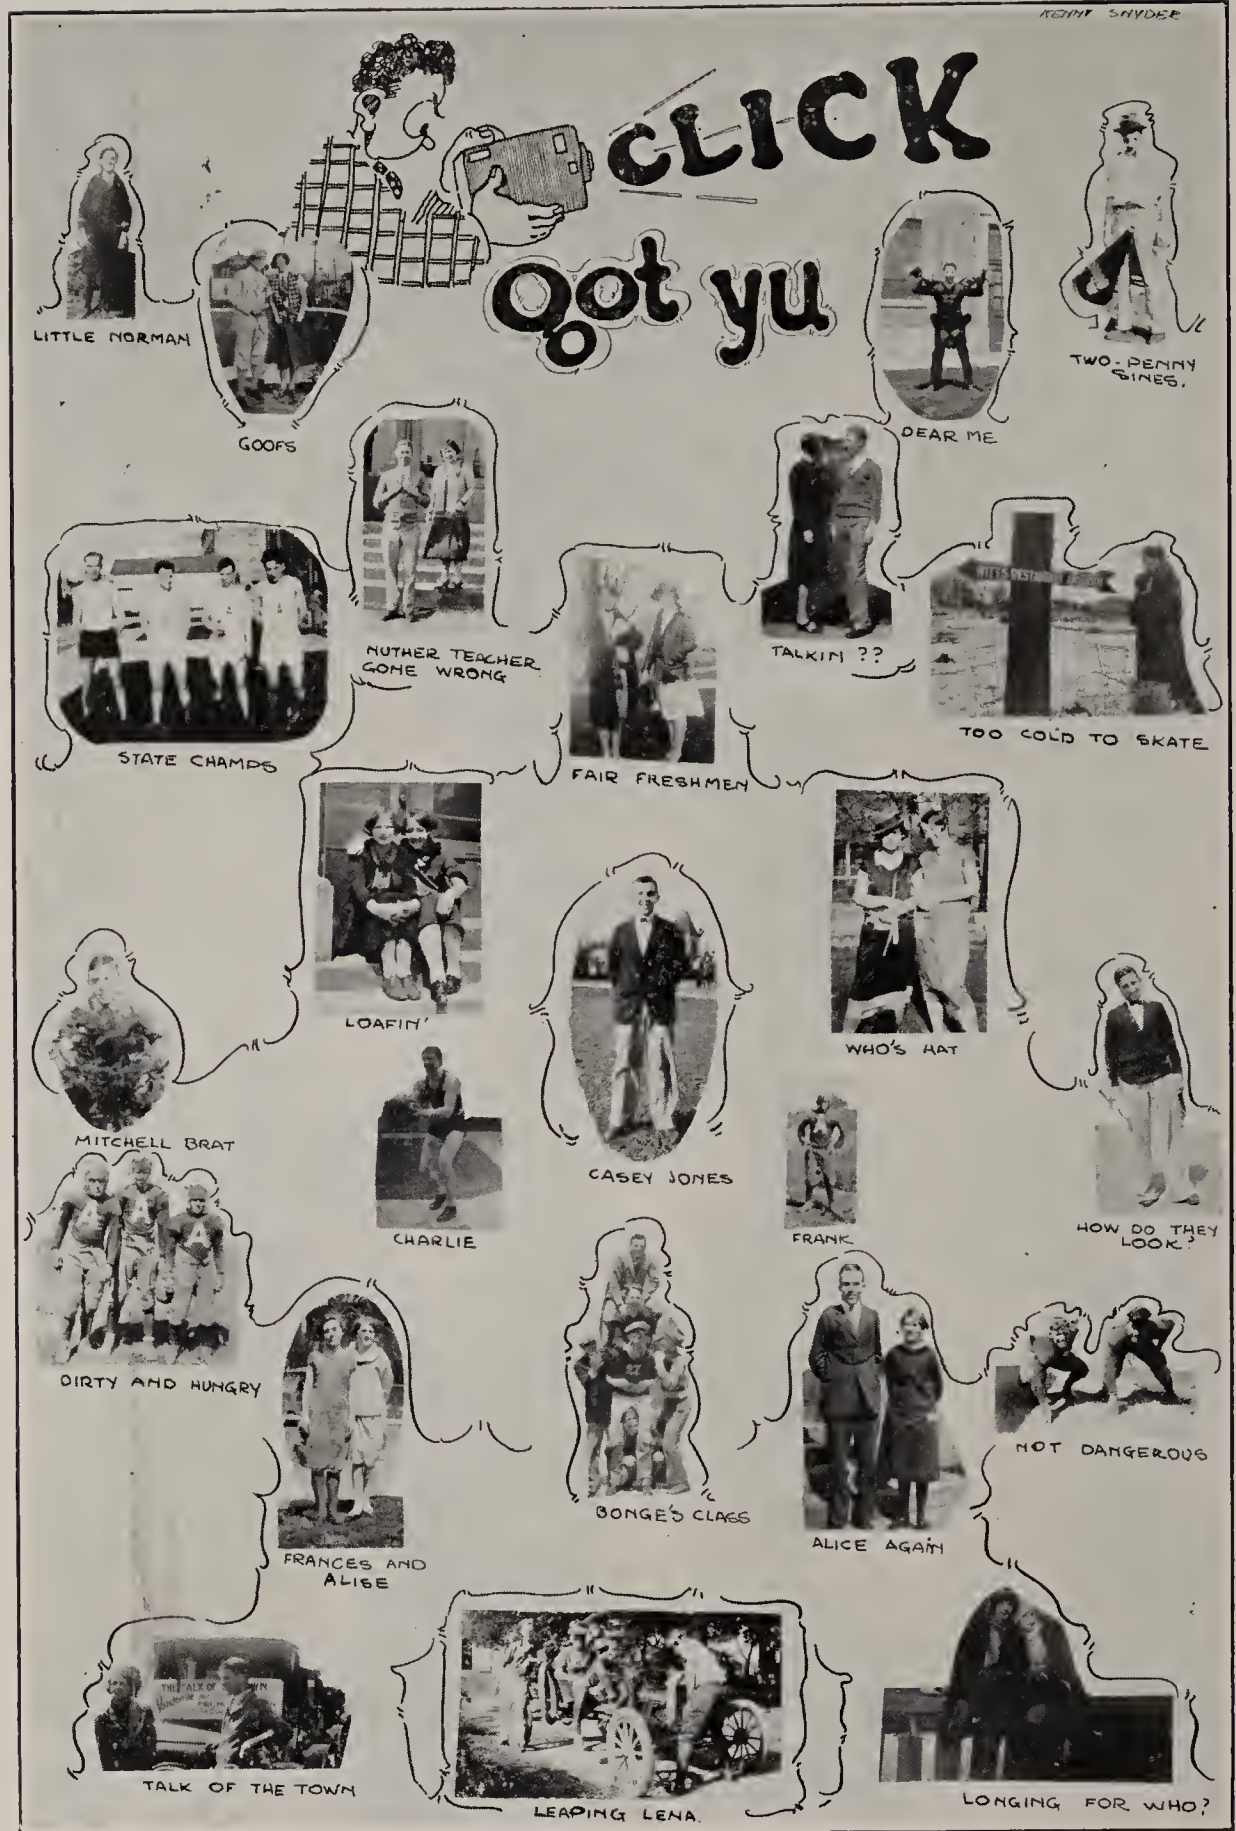 KENNY SNYDER
CLICK
got yu
LITTLE NORMAN
GOOFS
DEAR ME
TWO-PENNY
SINES.
NUTHER TEACHER
GONE WRONG
TALKIN ??
STATE CHAMPS
FAIR FRESHMEN
TOO COLD TO SKATE
LOAFIN'
WHO'S HAT
MITCHELL BRAT
CHARLIE
CASEY JONES
FRANK
HOW DO THEY
LOOK?
A
A
A
DIRTY AND HUNGRY
FRANCES AND
ALISE
BONGE'S CLASS
ALICE AGAIN
NOT DANGEROUS
THE TALK OF
TALK OF THE TOWN
LEAPING LENA.
LONGING FOR WHO?